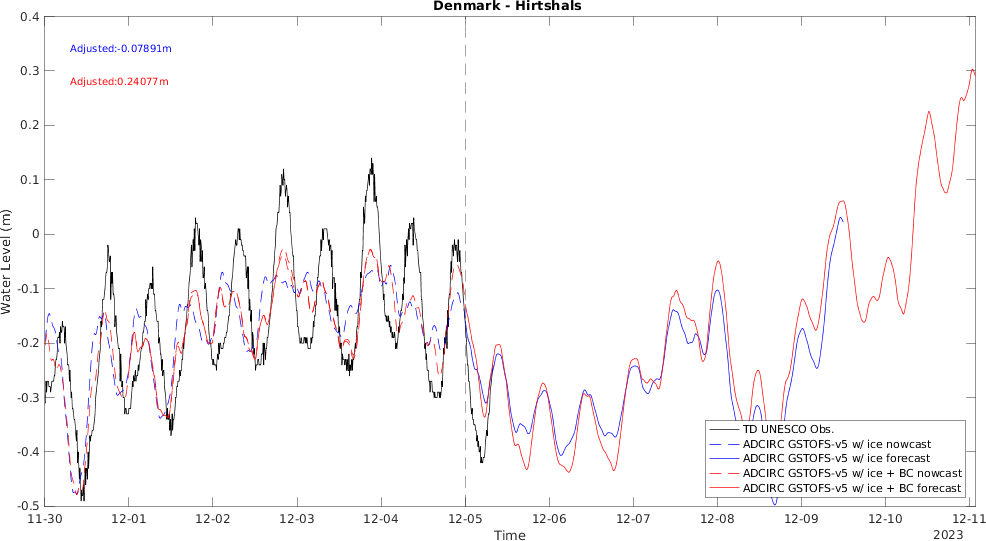 Denmark - Hirtshals
Adjusted:-0.07891m
Adjusted:0.24077m
Water Level (m)
0.4
0.3
0.2
0.1
0
-0.1
-0.2
-0.3
-0.4
-0.5
TD UNESCO Obs.
ADCIRC GSTOFS-v5 w/ ice nowcast
ADCIRC GSTOFS-v5 w/ ice forecast
ADCIRC GSTOFS-v5 w/ ice + BC nowcast
ADCIRC GSTOFS-v5 w/ ice + BC forecast
11-30 12-01 12-02 12-03 12-04 12-05 12-06 12-07 12-08 12-09 12-10 12-11
Time
2023